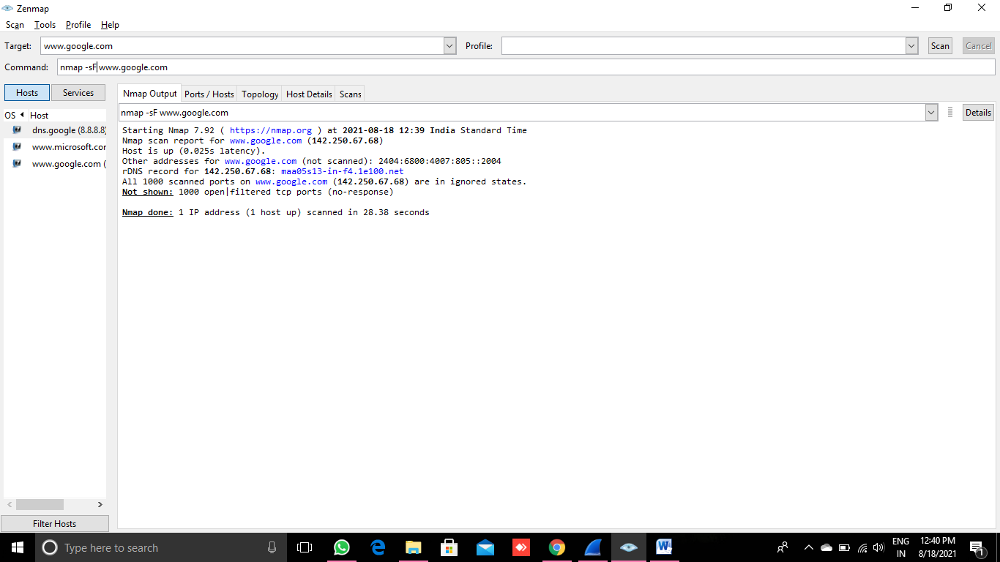 Zenmap
Scan Tools Profile Help
Target: www.google.com Profile: Scan Cancel
Command: nmap -sF www.google.com
Hosts Services
Nmap Output Ports / Hosts Topology Host Details Scans
OS Host
nmap -sF www.google.com Details
dns.google (8.8.8.8)
www.microsoft.cor
www.google.com (
Starting Nmap 7.92 ( https://nmap.org ) at 2021-08-18 12:39 India Standard Time
Nmap scan report for www.google.com (142.250.67.68)
Host is up (0.025s latency).
Other addresses for www.google.com (not scanned): 2404:6800:4007:805::2004
rDNS record for 142.250.67.68: maa05s13-in-f4.1e100.net
All 1000 scanned ports on www.google.com (142.250.67.68) are in ignored states.
Not shown: 1000 open|filtered tcp ports (no-response)
Nmap done: 1 IP address (1 host up) scanned in 28.38 seconds
Filter Hosts
Type here to search
ENG
IN
12:40 PM
8/18/2021
1